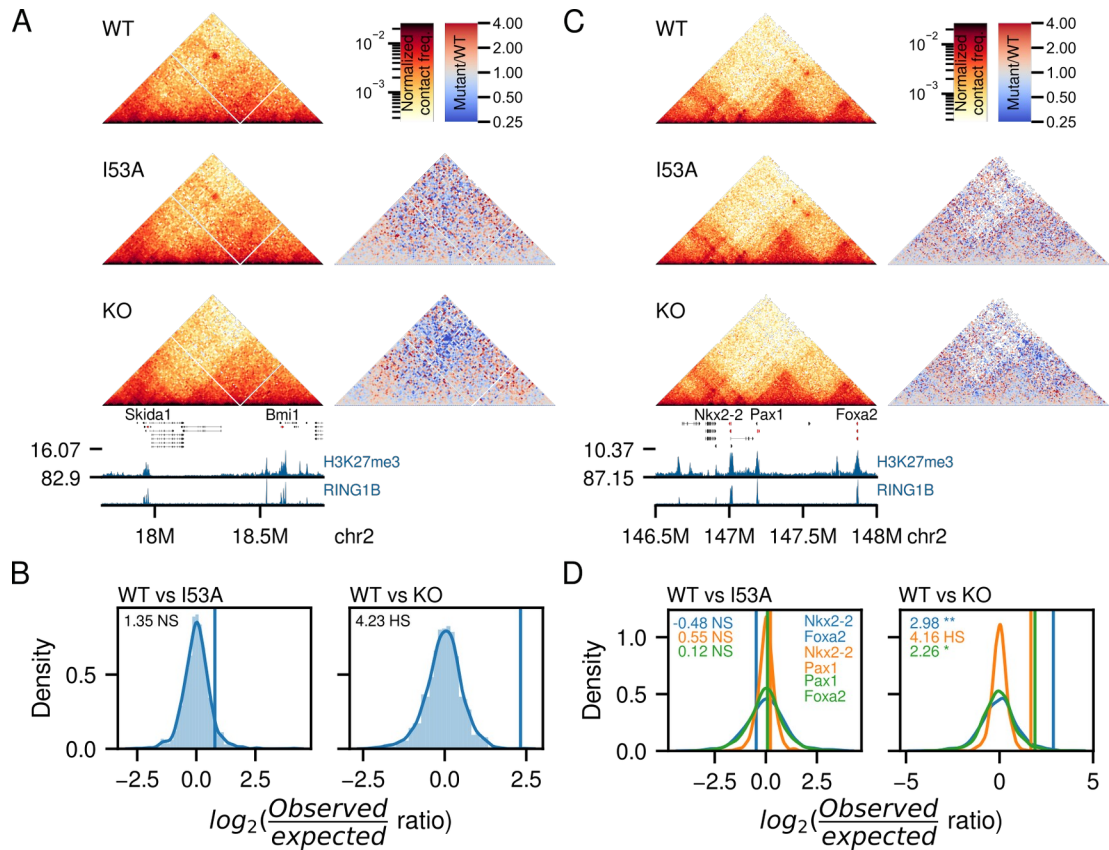 A
WT
10⁻²
10⁻³
Normalized
contact freq.
Mutant/WT
4.00
2.00
1.00
0.50
0.25
I53A
KO
Skida1
Bmi1
16.07
H3K27me3
82.9
RING1B
18M
18.5M
chr2
C
WT
10⁻²
10⁻³
Normalized
contact freq.
Mutant/WT
4.00
2.00
1.00
0.50
0.25
I53A
KO
Nkx2-2
Pax1
Foxa2
10.37
H3K27me3
87.15
RING1B
146.5M
147M
147.5M
148M
chr2
B
WT vs I53A
1.35 NS
WT vs KO
4.23 HS
Density
0.5
0.0
−2.5
0.0
2.5
−2.5
0.0
2.5
log₂(Observed/expected ratio)
D
WT vs I53A
-0.48 NS
0.55 NS
0.12 NS
Nkx2-2
Foxa2
Nkx2-2
Pax1
Pax1
Foxa2
WT vs KO
2.98 **
4.16 HS
2.26 *
Density
1.0
0.5
0.0
−2.5
0.0
2.5
−5
0
5
log₂(Observed/expected ratio)